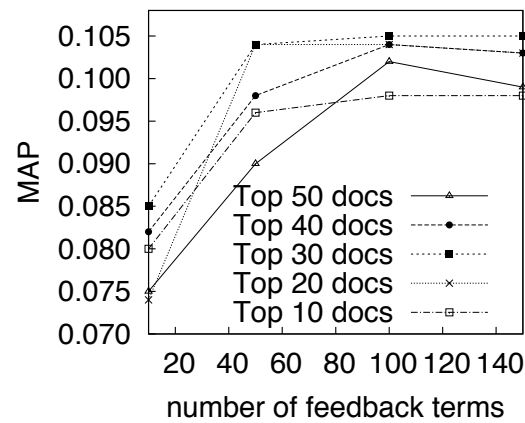 0.105
0.100
0.095
0.090
0.085
0.080
0.075
0.070
MAP
Top 50 docs
Top 40 docs
Top 30 docs
Top 20 docs
Top 10 docs
20 40 60 80 100 120 140
number of feedback terms